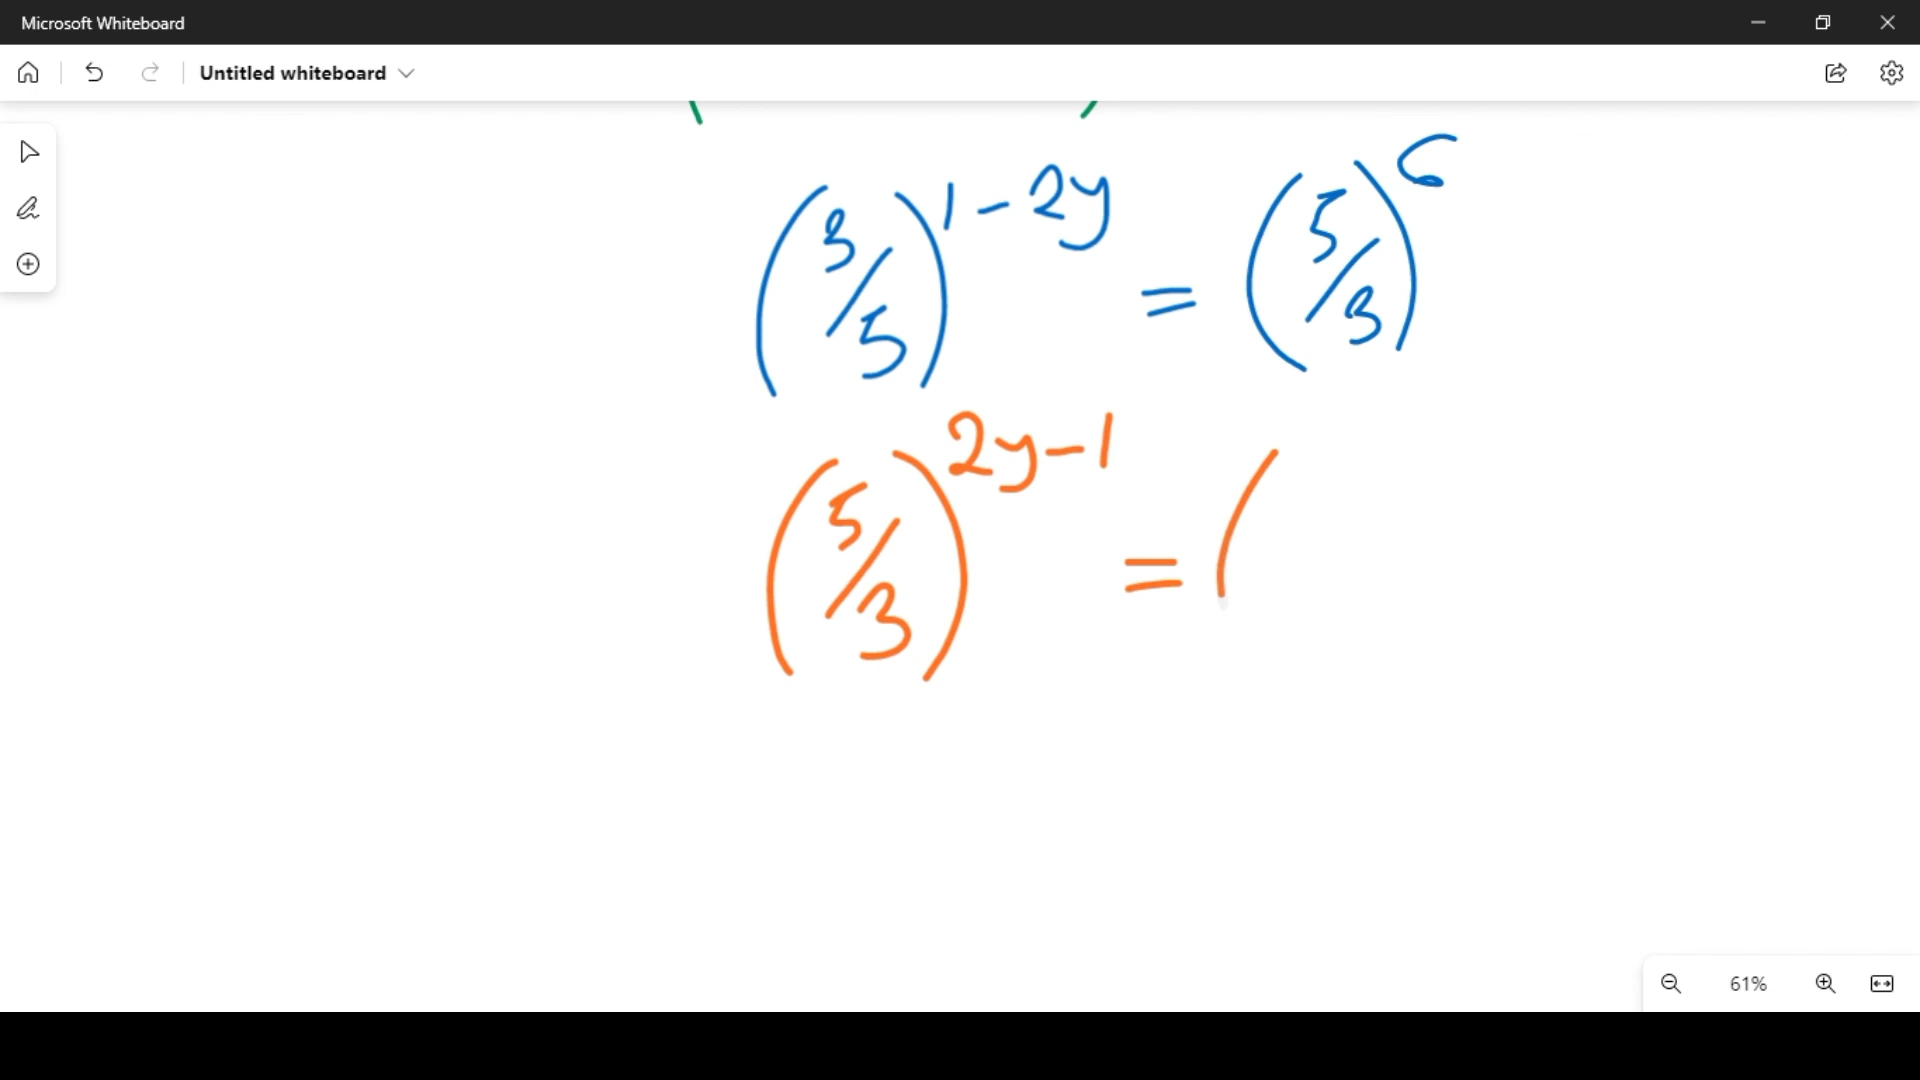 Microsoft Whiteboard
Untitled whiteboard
(3/5)^1-2y = (5/3)^6
(5/3)^2y-1 = (
61%